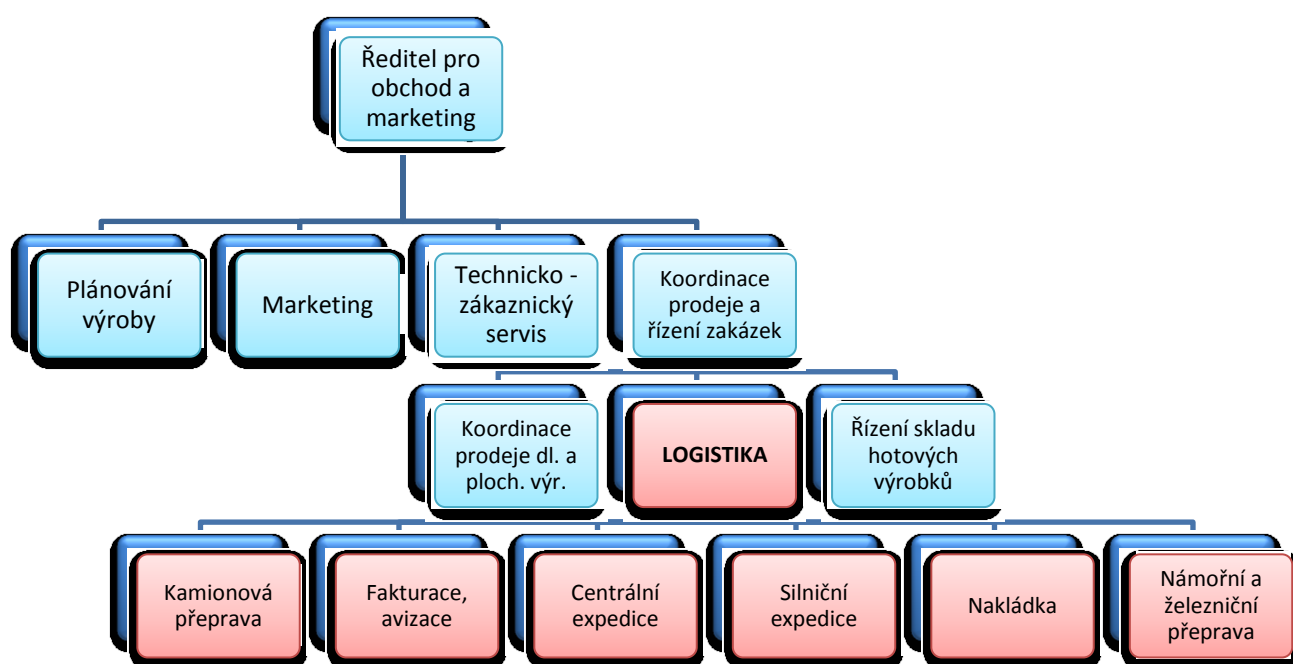 Ředitel pro
obchod a
marketing
Plánování
výroby
Marketing
Technicko -
zákaznický
servis
Koordinace
prodeje a
řízení zakázek
Koordinace
prodeje dl. a
ploch. výr.
LOGISTIKA
Řízení skladu
hotových
výrobků
Kamionová
přeprava
Fakturace,
avizace
Centrální
expedice
Silniční
expedice
Nakládka
Námořní a
železniční
přeprava